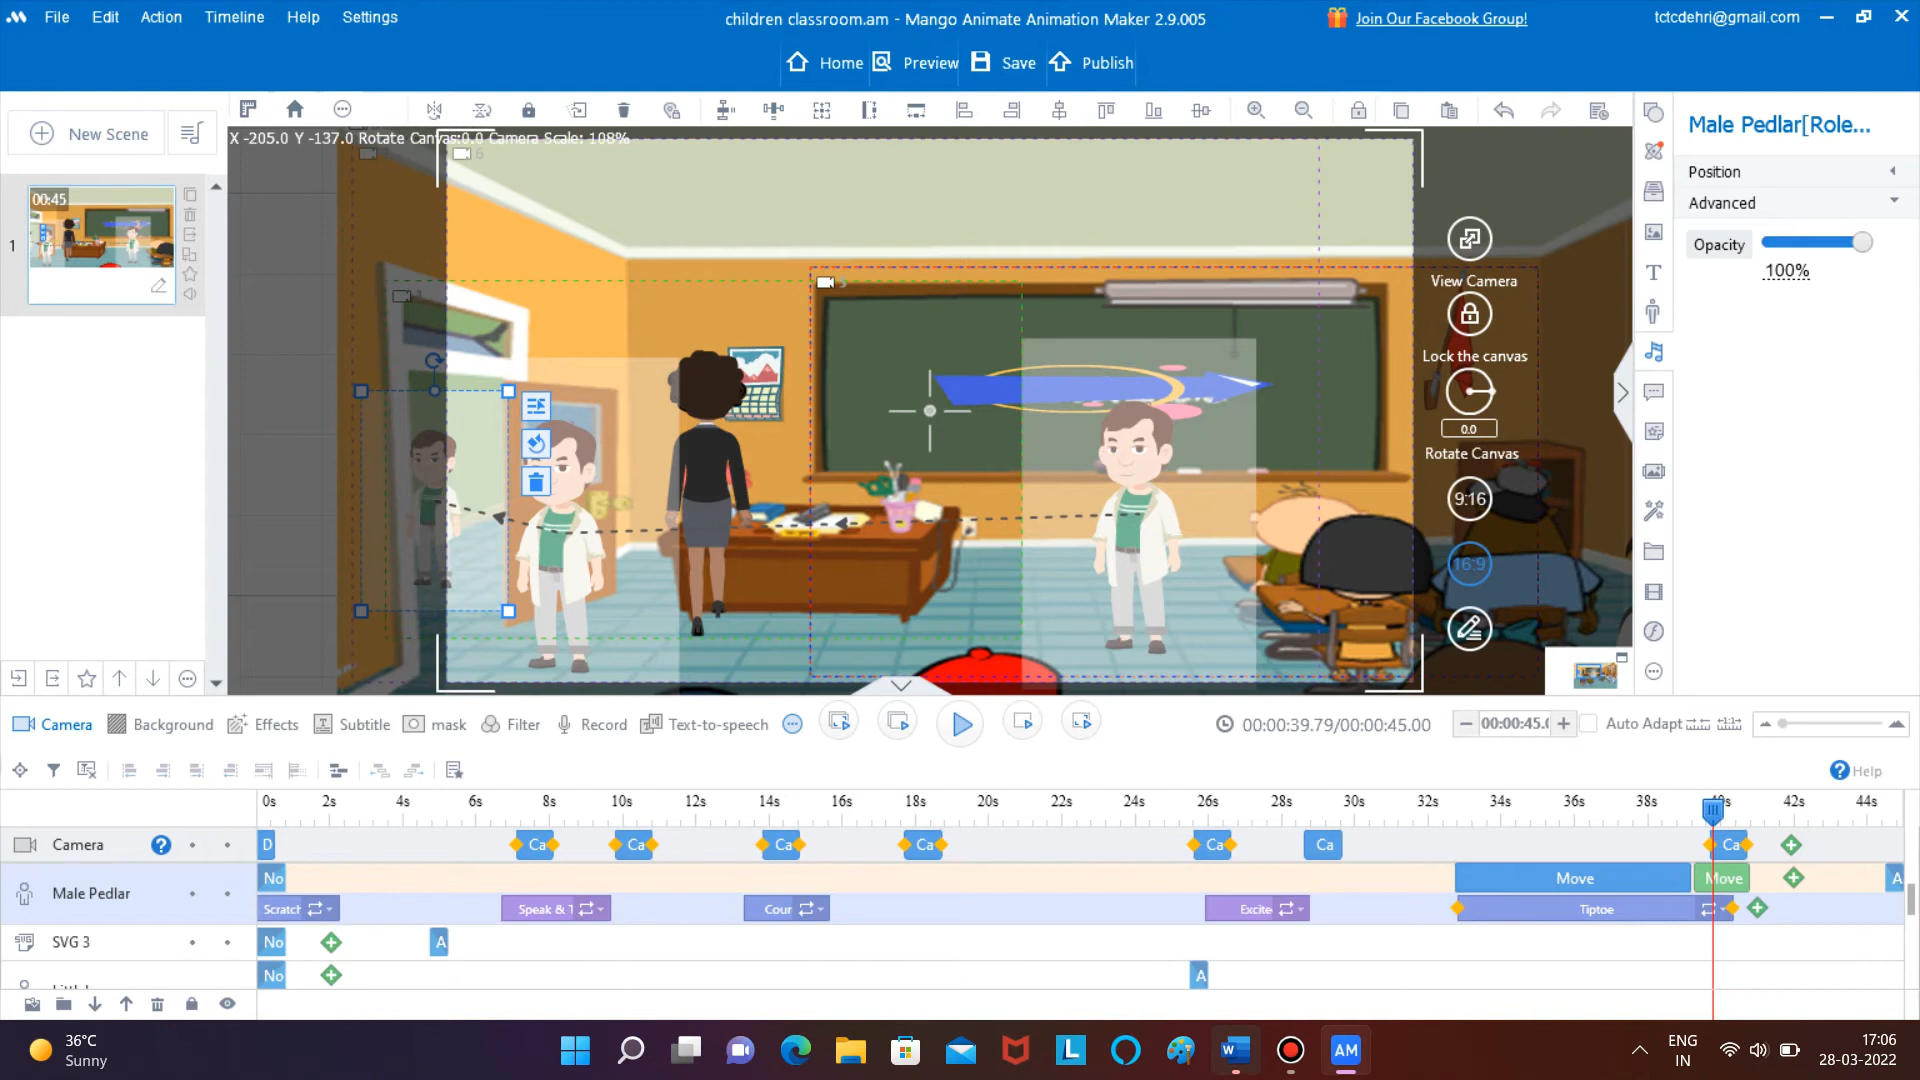 File Edit Action Timeline Help Settings
children classroom.am - Mango Animate Animation Maker 2.9.005
Join Our Facebook Group!
tctcdehri@gmail.com
Home Preview Save Publish
New Scene
X -205.0 Y -137.0 Rotate Canvas:0.0 Camera Scale: 108%
6
Male Pedlar[Role...
Position
Advanced
Opacity
100%
1
00:45
View Camera
Lock the canvas
0.0
Rotate Canvas
9:16
16:9
Camera Background Effects Subtitle mask Filter Record Text-to-speech
00:00:39.79/00:00:45.00
00:00:45.0
Auto Adapt
Help
0s 2s 4s 6s 8s 10s 12s 14s 16s 18s 20s 22s 24s 26s 28s 30s 32s 34s 36s 38s 40s 42s 44s
Camera
D Ca Ca Ca Ca Ca Ca Ca
Male Pedlar
No Move Move A
Scratch Speak & T Cour Excite Tiptoe
SVG 3
No A
No A
36°C
Sunny
ENG
IN
17:06
28-03-2022
AM